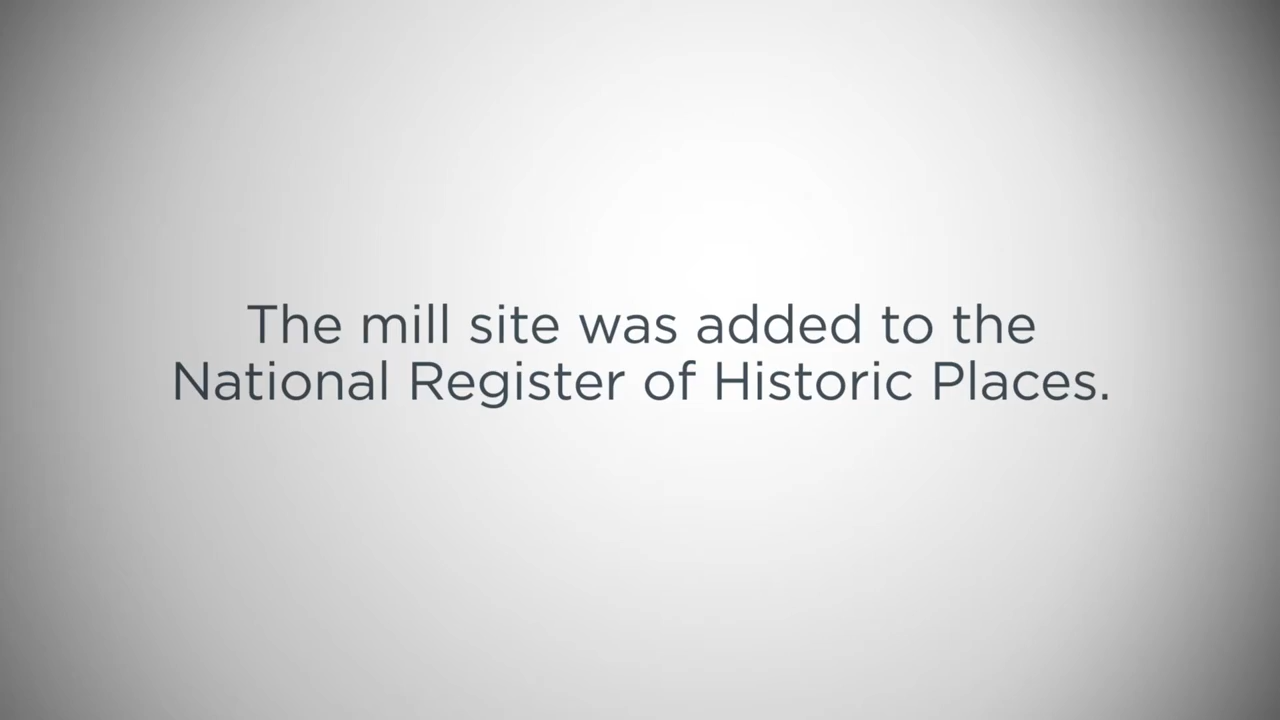 The mill site was added to the
National Register of Historic Places.